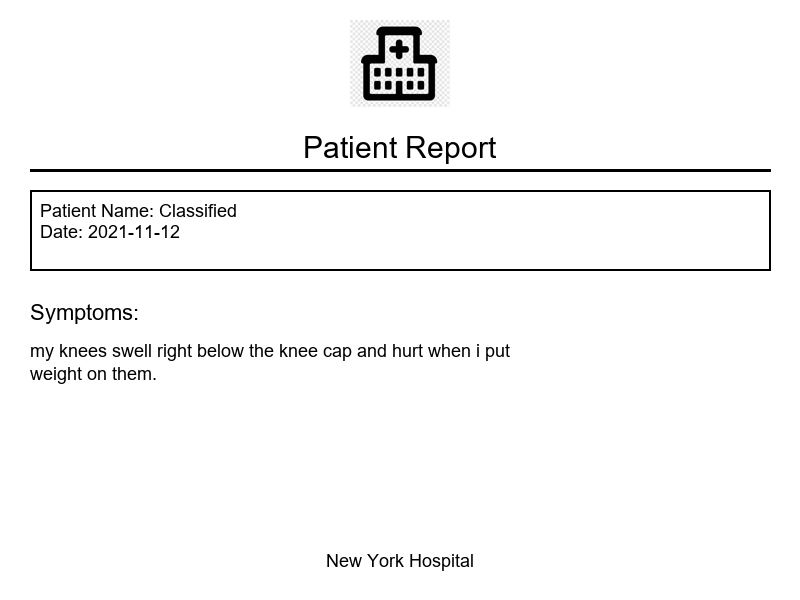 Patient Report
Patient Name: Classified
Date: 2021-11-12
Symptoms:
my knees swell right below the knee cap and hurt when i put
weight on them.
New York Hospital